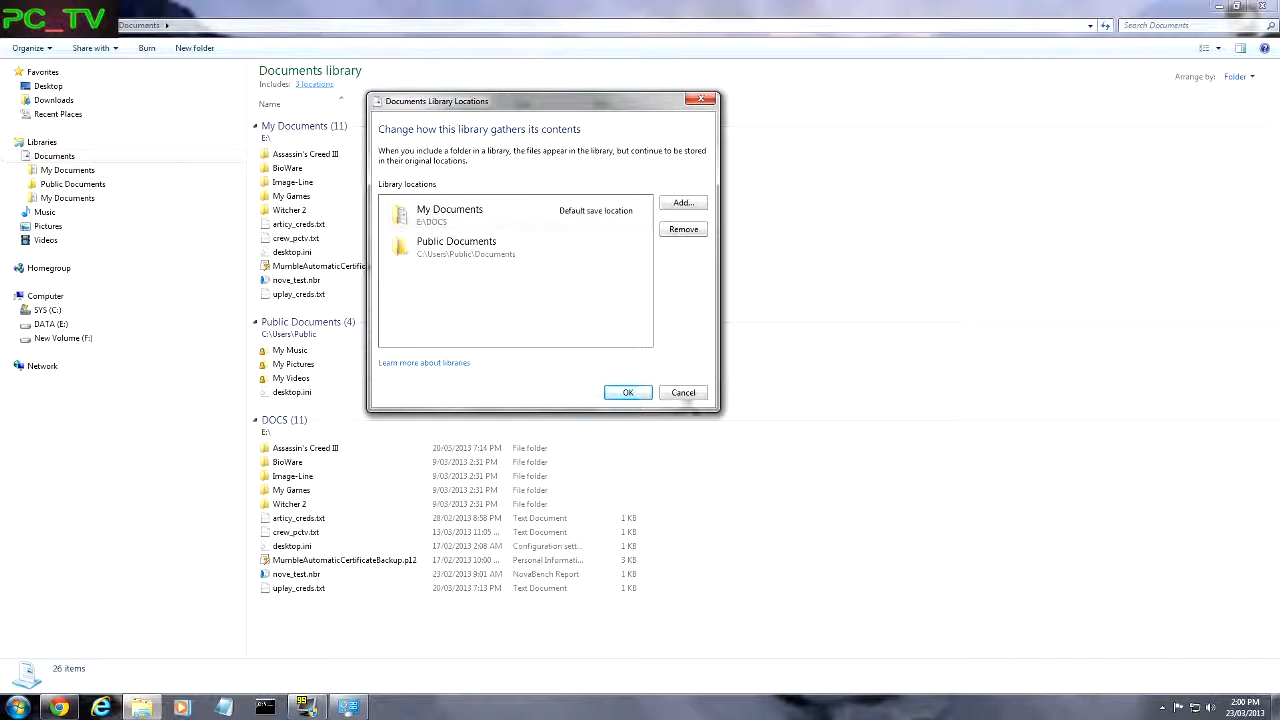 PC_TV
Documents
Search Documents
Organize Share with Burn New folder
Favorites
Desktop
Downloads
Recent Places
Libraries
Documents
My Documents
Public Documents
My Documents
Music
Pictures
Videos
Homegroup
Computer
SYS (C:)
DATA (E:)
New Volume (F:)
Network
Documents library
Includes: 3 locations
Arrange by: Folder
Name
My Documents (11)
E:\
Assassin's Creed III
BioWare
Image-Line
My Games
Witcher 2
articy_creds.txt
crew_pctv.txt
desktop.ini
MumbleAutomaticCertific
nove_test.nbr
uplay_creds.txt
Public Documents (4)
C:\Users\Public
My Music
My Pictures
My Videos
desktop.ini
DOCS (11)
E:\
Assassin's Creed III 20/03/2013 7:14 PM File folder
BioWare 9/03/2013 2:31 PM File folder
Image-Line 9/03/2013 2:31 PM File folder
My Games 9/03/2013 2:31 PM File folder
Witcher 2 9/03/2013 2:31 PM File folder
articy_creds.txt 28/02/2013 8:58 PM Text Document 1 KB
crew_pctv.txt 13/03/2013 11:05 ... Text Document 1 KB
desktop.ini 17/02/2013 2:08 AM Configuration sett... 1 KB
MumbleAutomaticCertificateBackup.p12 17/02/2013 10:00 ... Personal Informati... 3 KB
nove_test.nbr 23/02/2013 9:01 AM NovaBench Report 1 KB
uplay_creds.txt 20/03/2013 7:13 PM Text Document 1 KB
Documents Library Locations
Change how this library gathers its contents
When you include a folder in a library, the files appear in the library, but continue to be stored
in their original locations.
Library locations
My Documents Default save location
E:\DOCS
Public Documents
C:\Users\Public\Documents
Add...
Remove
Learn more about libraries
OK Cancel
26 items
2:00 PM
23/03/2013